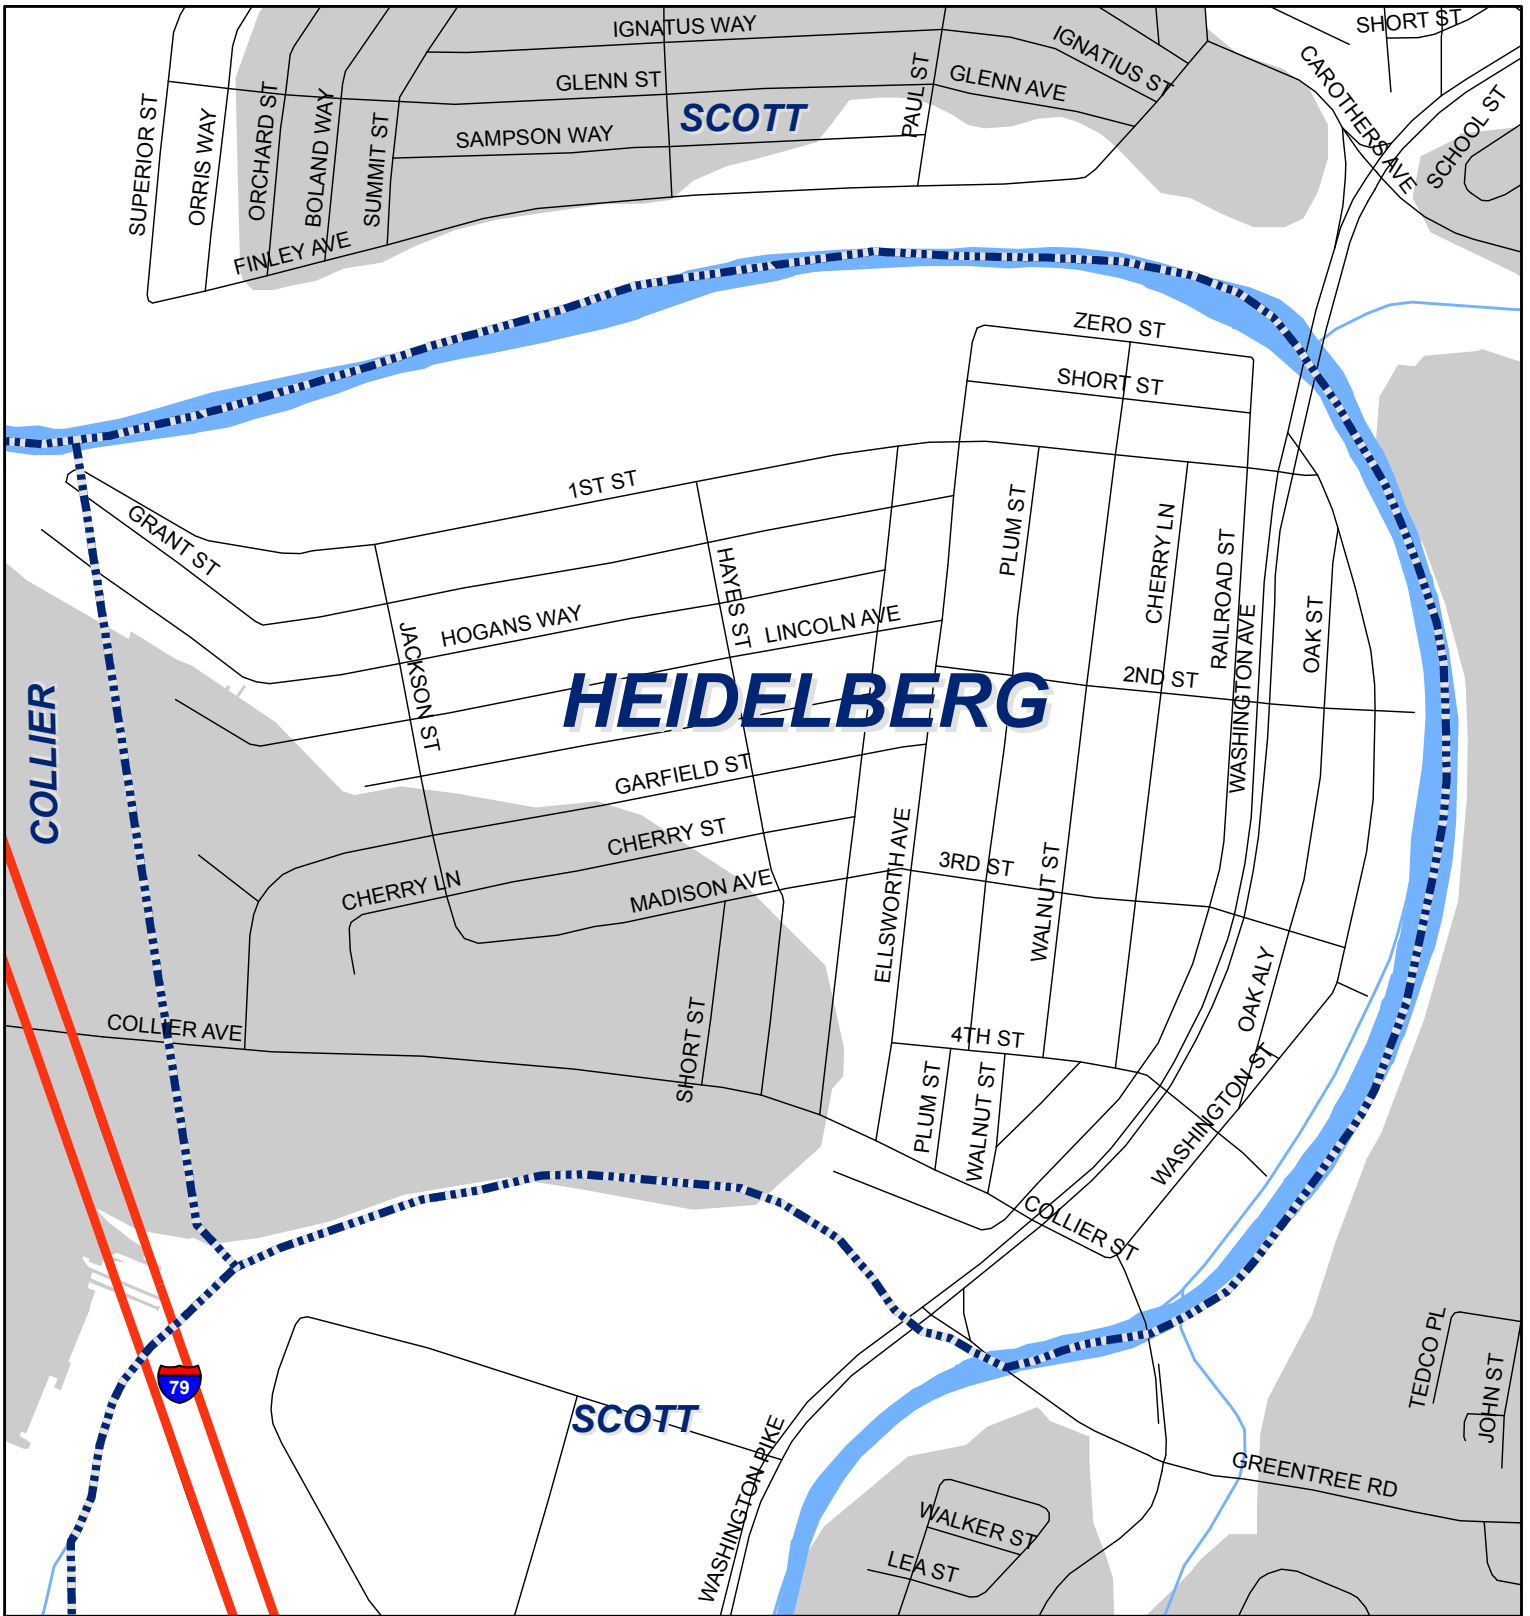 IGNATUS WAY
SHORT ST
IGNATIUS ST
CAROTHERS AVE
GLENN ST
PAUL ST
GLENN AVE
SCHOOL ST
SUPERIOR ST
ORRIS WAY
ORCHARD ST
BOLAND WAY
SUMMIT ST
SCOTT
SAMPSON WAY
FINLEY AVE
ZERO ST
SHORT ST
1ST ST
GRANT ST
PLUM ST
CHERRY LN
RAILROAD ST
HAYES ST
HOGANS WAY
LINCOLN AVE
JACKSON ST
WASHINGTON AVE
OAK ST
2ND ST
HEIDELBERG
COLLIER
GARFIELD ST
CHERRY ST
ELLSWORTH AVE
3RD ST
WALNUT ST
CHERRY LN
MADISON AVE
OAK ALY
COLLIER AVE
SHORT ST
4TH ST
PLUM ST
WALNUT ST
WASHINGTON ST
COLLIER ST
TEDCO PL
JOHN ST
79
SCOTT
WASHINGTON PIKE
GREENTREE RD
WALKER ST
LEA ST